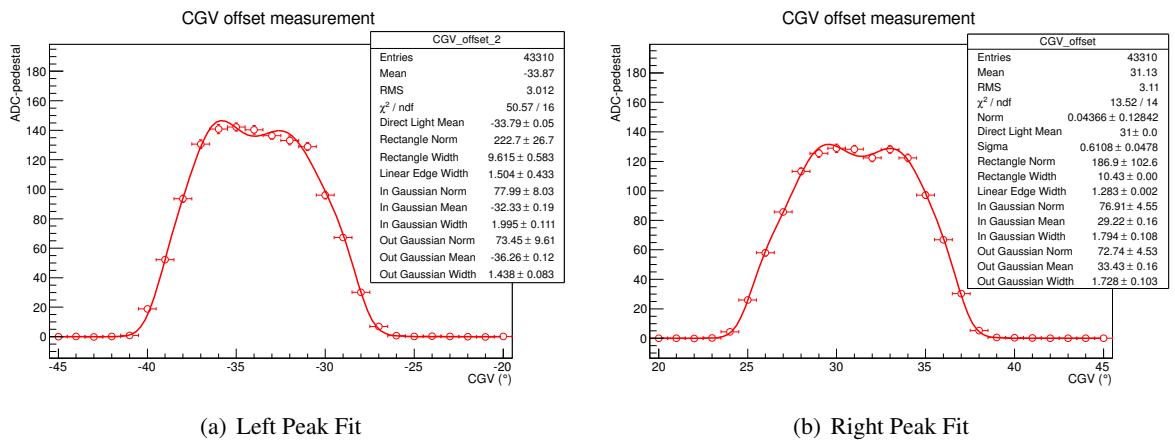 CGV offset measurement
CGV_offset_2
Entries 43310
Mean -33.87
RMS 3.012
χ² / ndf 50.57 / 16
Direct Light Mean -33.79 ± 0.05
Rectangle Norm 222.7 ± 26.7
Rectangle Width 9.615 ± 0.583
Linear Edge Width 1.504 ± 0.433
In Gaussian Norm 77.99 ± 8.03
In Gaussian Mean -32.33 ± 0.19
In Gaussian Width 1.995 ± 0.111
Out Gaussian Norm 73.45 ± 9.61
Out Gaussian Mean -36.26 ± 0.12
Out Gaussian Width 1.438 ± 0.083
ADC-pedestal
180
160
140
120
100
80
60
40
20
0
-45 -40 -35 -30 -25 -20
CGV (°)
(a) Left Peak Fit
CGV offset measurement
CGV_offset
Entries 43310
Mean 31.13
RMS 3.11
χ² / ndf 13.52 / 14
Norm 0.04366 ± 0.12842
Direct Light Mean 31 ± 0.0
Sigma 0.6108 ± 0.0478
Rectangle Norm 186.9 ± 102.6
Rectangle Width 10.43 ± 0.00
Linear Edge Width 1.283 ± 0.002
In Gaussian Norm 76.91 ± 4.55
In Gaussian Mean 29.22 ± 0.16
In Gaussian Width 1.794 ± 0.108
Out Gaussian Norm 72.74 ± 4.53
Out Gaussian Mean 33.43 ± 0.16
Out Gaussian Width 1.728 ± 0.103
ADC-pedestal
180
160
140
120
100
80
60
40
20
0
20 25 30 35 40 45
CGV (°)
(b) Right Peak Fit